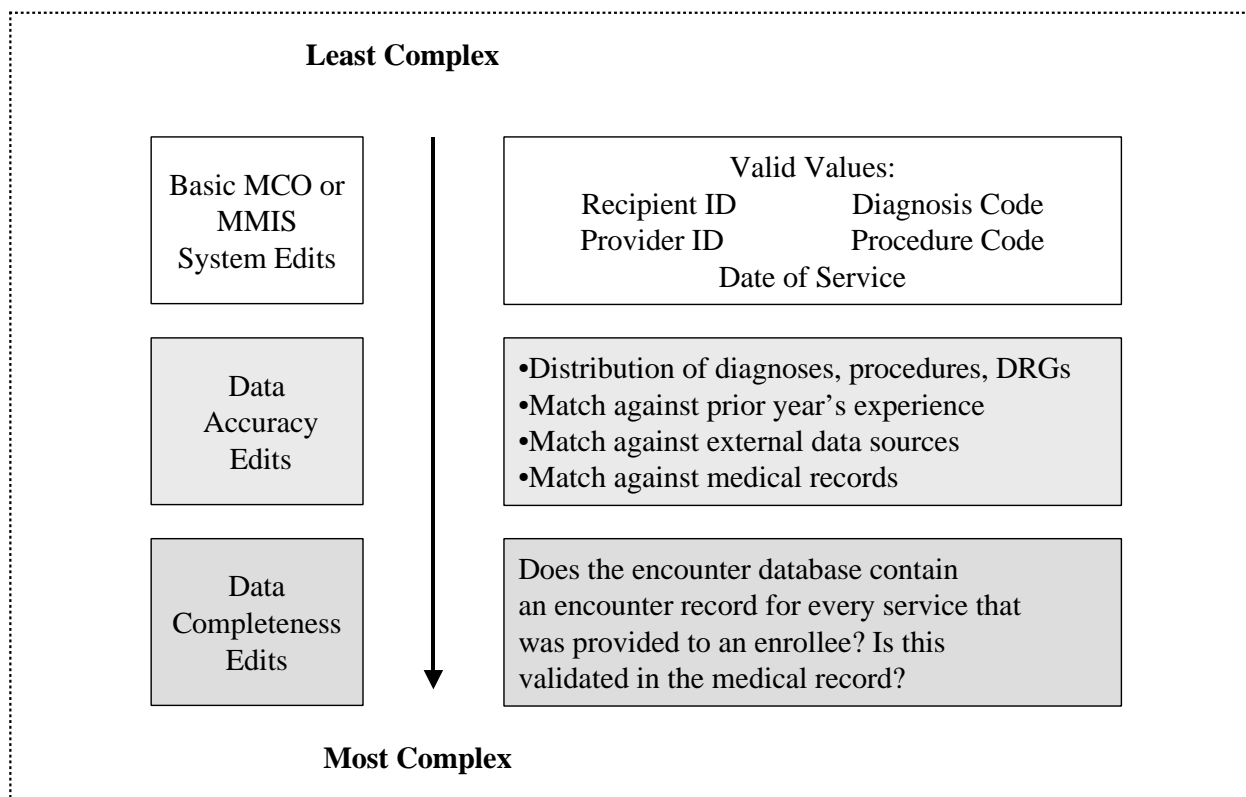 Least Complex
Basic MCO or
MMIS
System Edits
Valid Values:
Recipient ID Diagnosis Code
Provider ID Procedure Code
Date of Service
Data
Accuracy
Edits
•Distribution of diagnoses, procedures, DRGs
•Match against prior year’s experience
•Match against external data sources
•Match against medical records
Data
Completeness
Edits
Does the encounter database contain
an encounter record for every service that
was provided to an enrollee? Is this
validated in the medical record?
Most Complex